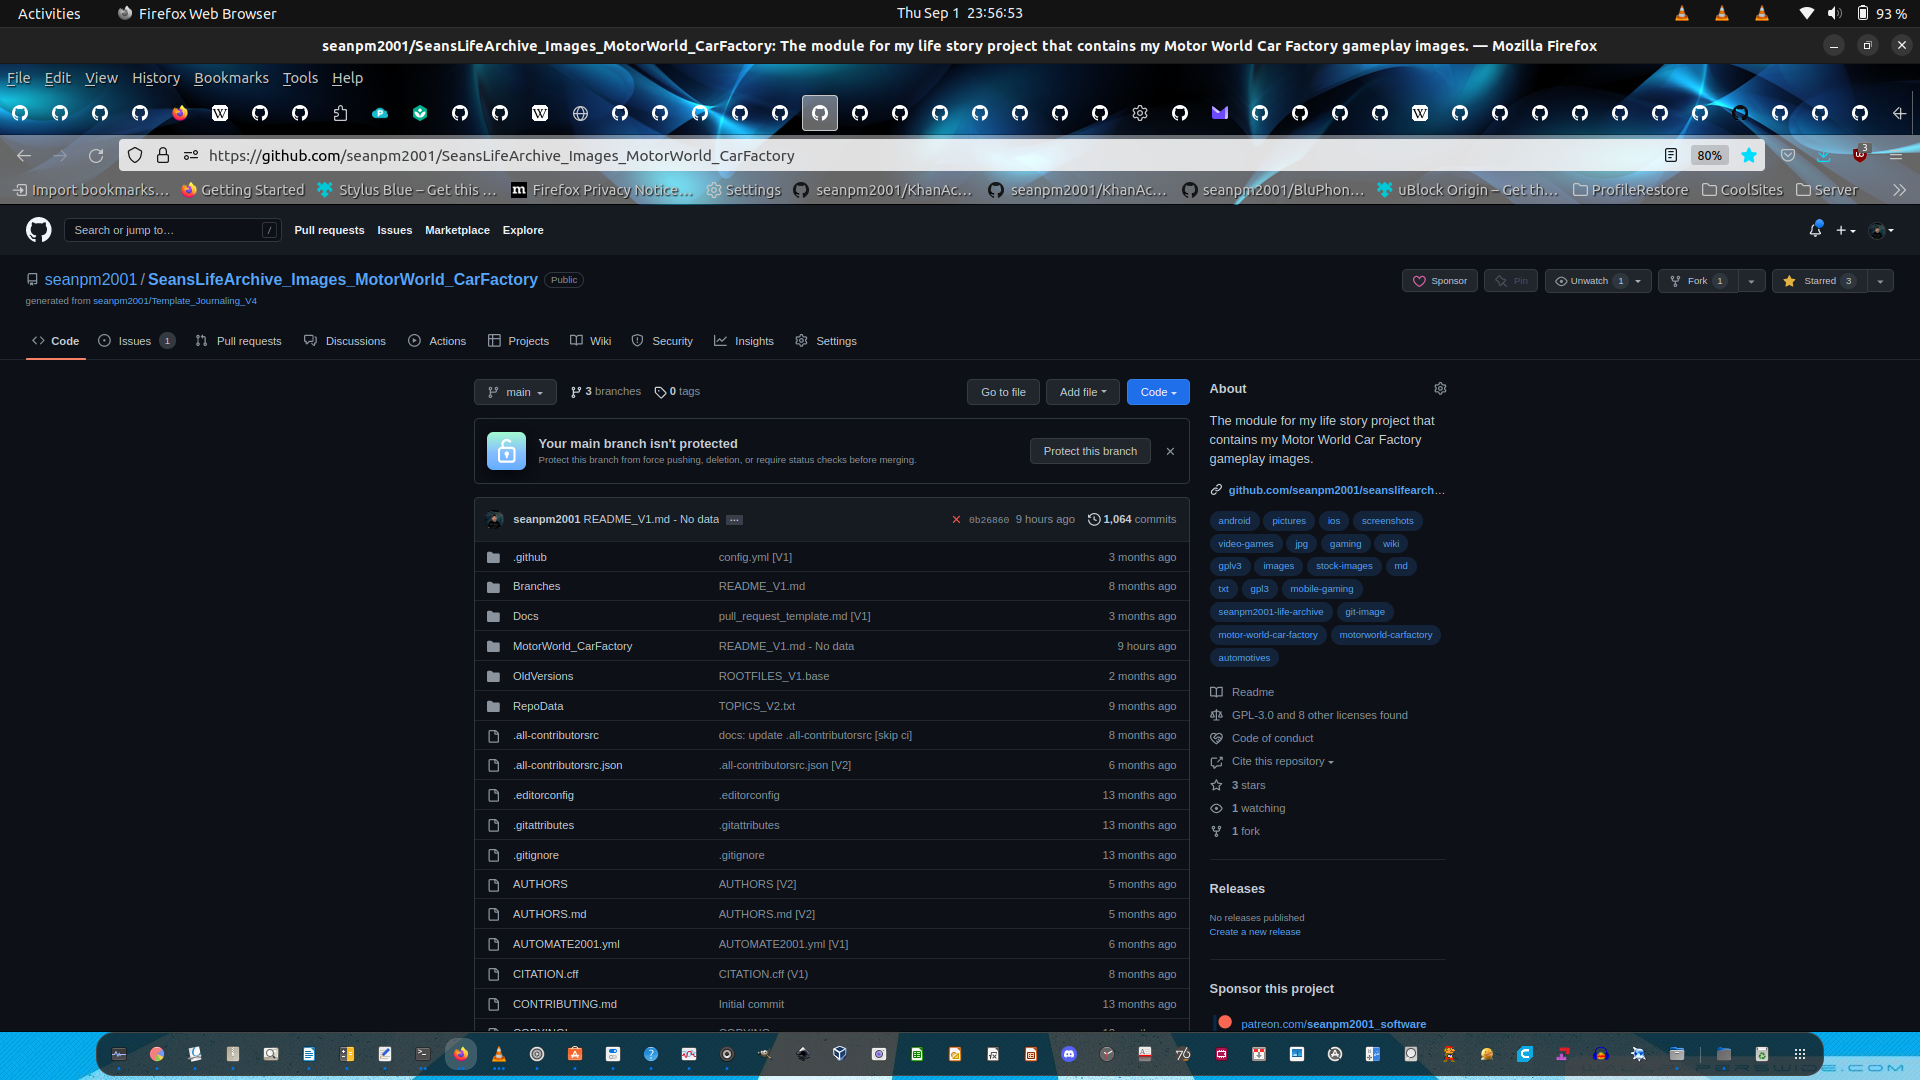 Activities Firefox Web Browser Thu Sep 1 23:56:53 93 %
seanpm2001/SeansLifeArchive_Images_MotorWorld_CarFactory: The module for my life story project that contains my Motor World Car Factory gameplay images. — Mozilla Firefox
File Edit View History Bookmarks Tools Help
https://github.com/seanpm2001/SeansLifeArchive_Images_MotorWorld_CarFactory 80% 3
Import bookmarks... Getting Started Stylus Blue – Get this ... Firefox Privacy Notice... Settings seanpm2001/KhanAc... seanpm2001/KhanAc... seanpm2001/BluPhon... uBlock Origin – Get th... ProfileRestore CoolSites Server
Search or jump to... / Pull requests Issues Marketplace Explore
seanpm2001 / SeansLifeArchive_Images_MotorWorld_CarFactory Public Sponsor Pin Unwatch 1 Fork 1 Starred 3
generated from seanpm2001/Template_Journaling_V4
Code Issues 1 Pull requests Discussions Actions Projects Wiki Security Insights Settings
main 3 branches 0 tags Go to file Add file Code
Your main branch isn't protected
Protect this branch from force pushing, deletion, or require status checks before merging.
Protect this branch
seanpm2001 README_V1.md - No data ... 0b26860 9 hours ago 1,064 commits
.github config.yml [V1] 3 months ago
Branches README_V1.md 8 months ago
Docs pull_request_template.md [V1] 3 months ago
MotorWorld_CarFactory README_V1.md - No data 9 hours ago
OldVersions ROOTFILES_V1.base 2 months ago
RepoData TOPICS_V2.txt 9 months ago
.all-contributorsrc docs: update .all-contributorsrc [skip ci] 8 months ago
.all-contributorsrc.json .all-contributorsrc.json [V2] 6 months ago
.editorconfig .editorconfig 13 months ago
.gitattributes .gitattributes 13 months ago
.gitignore .gitignore 13 months ago
AUTHORS AUTHORS [V2] 5 months ago
AUTHORS.md AUTHORS.md [V2] 5 months ago
AUTOMATE2001.yml AUTOMATE2001.yml [V1] 6 months ago
CITATION.cff CITATION.cff (V1) 8 months ago
CONTRIBUTING.md Initial commit 13 months ago
About
The module for my life story project that
contains my Motor World Car Factory
gameplay images.
github.com/seanpm2001/seanslifearch...
android pictures ios screenshots
video-games jpg gaming wiki
gplv3 images stock-images md
txt gpl3 mobile-gaming
seanpm2001-life-archive git-image
motor-world-car-factory motorworld-carfactory
automotives
Readme
GPL-3.0 and 8 other licenses found
Code of conduct
Cite this repository
3 stars
1 watching
1 fork
Releases
No releases published
Create a new release
Sponsor this project
patreon.com/seanpm2001_software